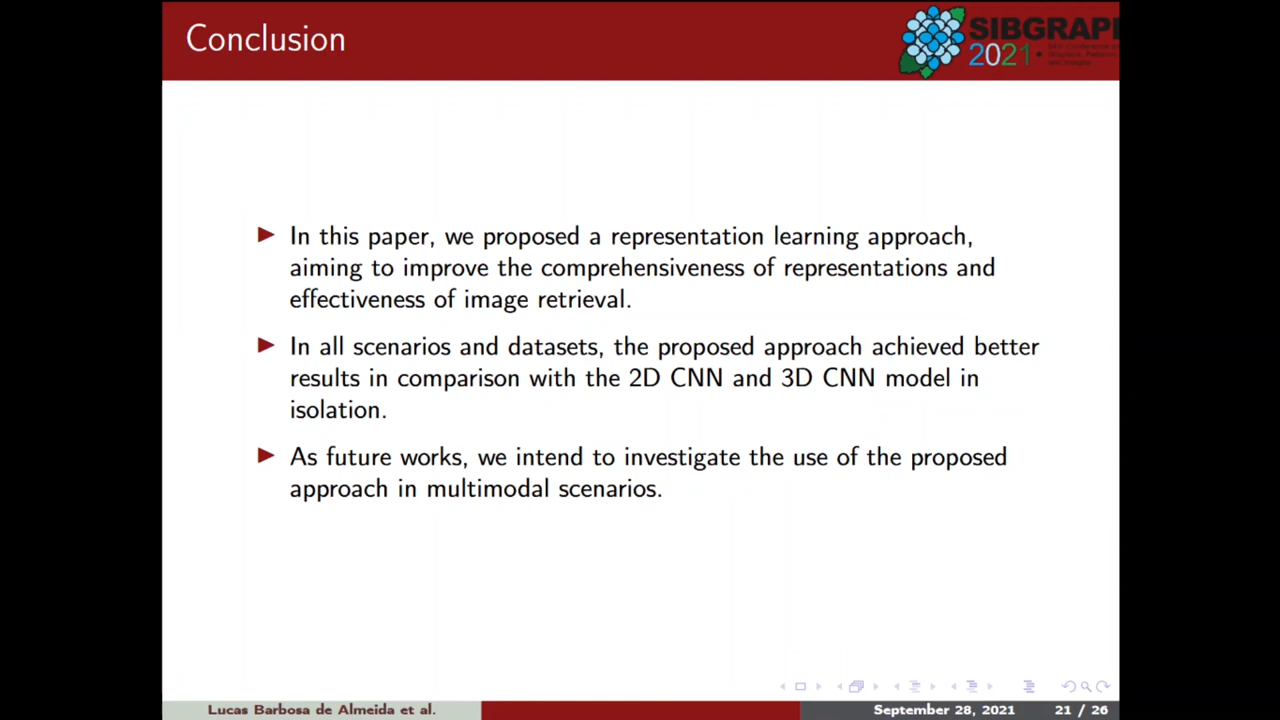 Conclusion
SIBGRAPI
2021
In this paper, we proposed a representation learning approach,
aiming to improve the comprehensiveness of representations and
effectiveness of image retrieval.
In all scenarios and datasets, the proposed approach achieved better
results in comparison with the 2D CNN and 3D CNN model in
isolation.
As future works, we intend to investigate the use of the proposed
approach in multimodal scenarios.
Lucas Barbosa de Almeida et al.
September 28, 2021
21 / 26